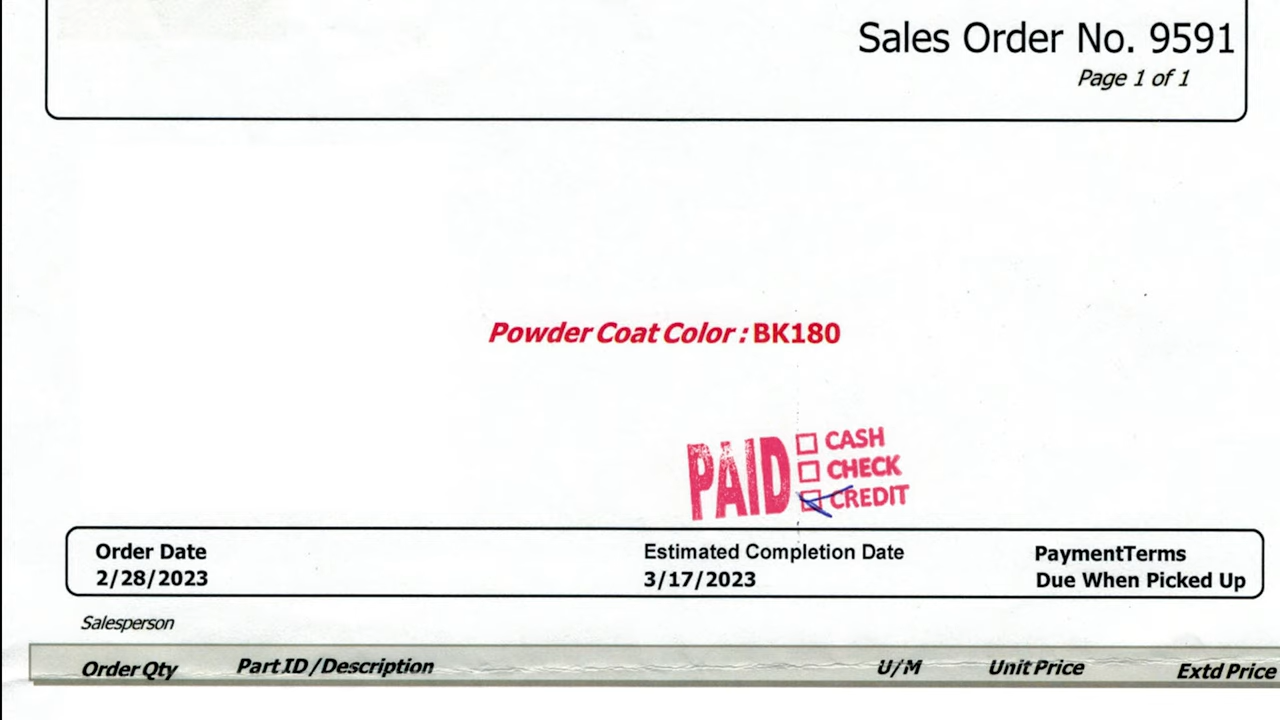 Sales Order No. 9591
Page 1 of 1
Powder Coat Color : BK180
PAID
CASH
CHECK
CREDIT
Order Date
Estimated Completion Date
PaymentTerms
2/28/2023
3/17/2023
Due When Picked Up
Salesperson
Order Qty
Part ID / Description
U/M
Unit Price
Extd Price